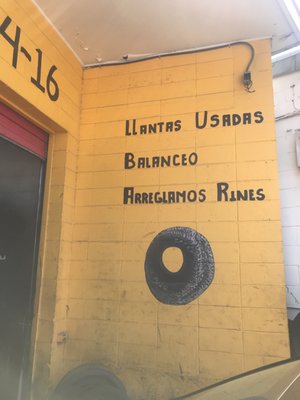 4-16
Llantas Usadas
Balanceo
Arreglamos Rines